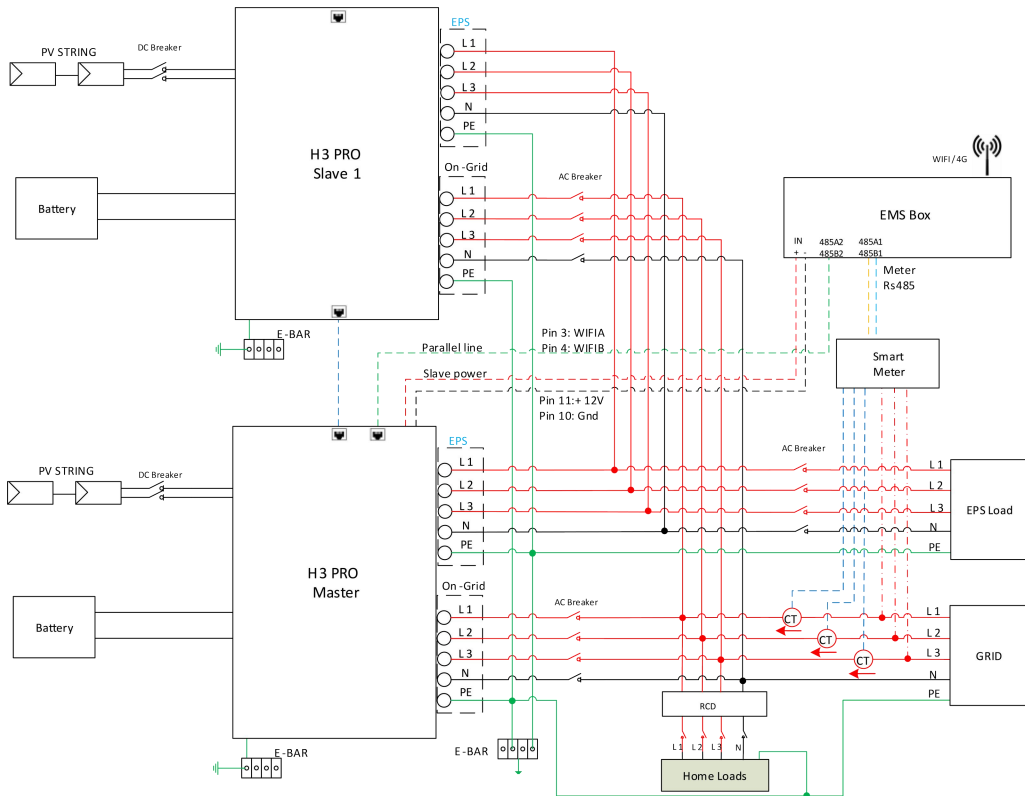 EPS
L 1
PV STRING
DC Breaker
L 2
L 3
N
PE
H3 PRO
Slave 1
WIFI/4G
On -Grid
AC Breaker
L 1
Battery
L 2
EMS Box
L 3
IN
485A2
485A1
+ -
485B2
485B1
N
PE
Meter
Rs485
E-BAR
Pin 3: WIFIA
Pin 4: WIFIB
Parallel line
Smart
Meter
Slave power
Pin 11:+ 12V
Pin 10: Gnd
EPS
AC Breaker
L 1
L 1
PV STRING
DC Breaker
L 2
L 2
L 3
L 3
EPS Load
N
N
PE
PE
H3 PRO
Master
On -Grid
AC Breaker
L 1
CT
L 1
Battery
L 2
CT
L 2
L 3
CT
L 3
GRID
N
N
PE
PE
RCD
E-BAR
E-BAR
L 1
L 2
L 3
N
Home Loads